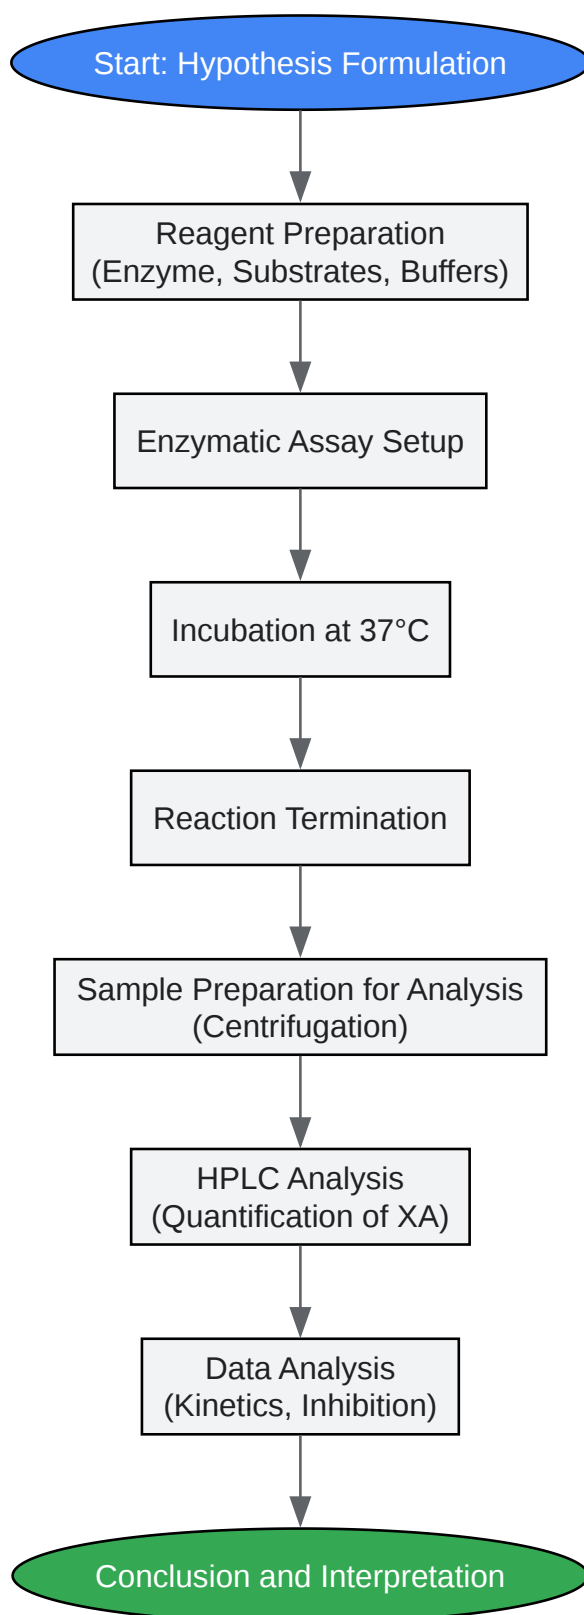 Start: Hypothesis Formulation
Reagent Preparation
(Enzyme, Substrates, Buffers)
Enzymatic Assay Setup
Incubation at 37°C
Reaction Termination
Sample Preparation for Analysis
(Centrifugation)
HPLC Analysis
(Quantification of XA)
Data Analysis
(Kinetics, Inhibition)
Conclusion and Interpretation